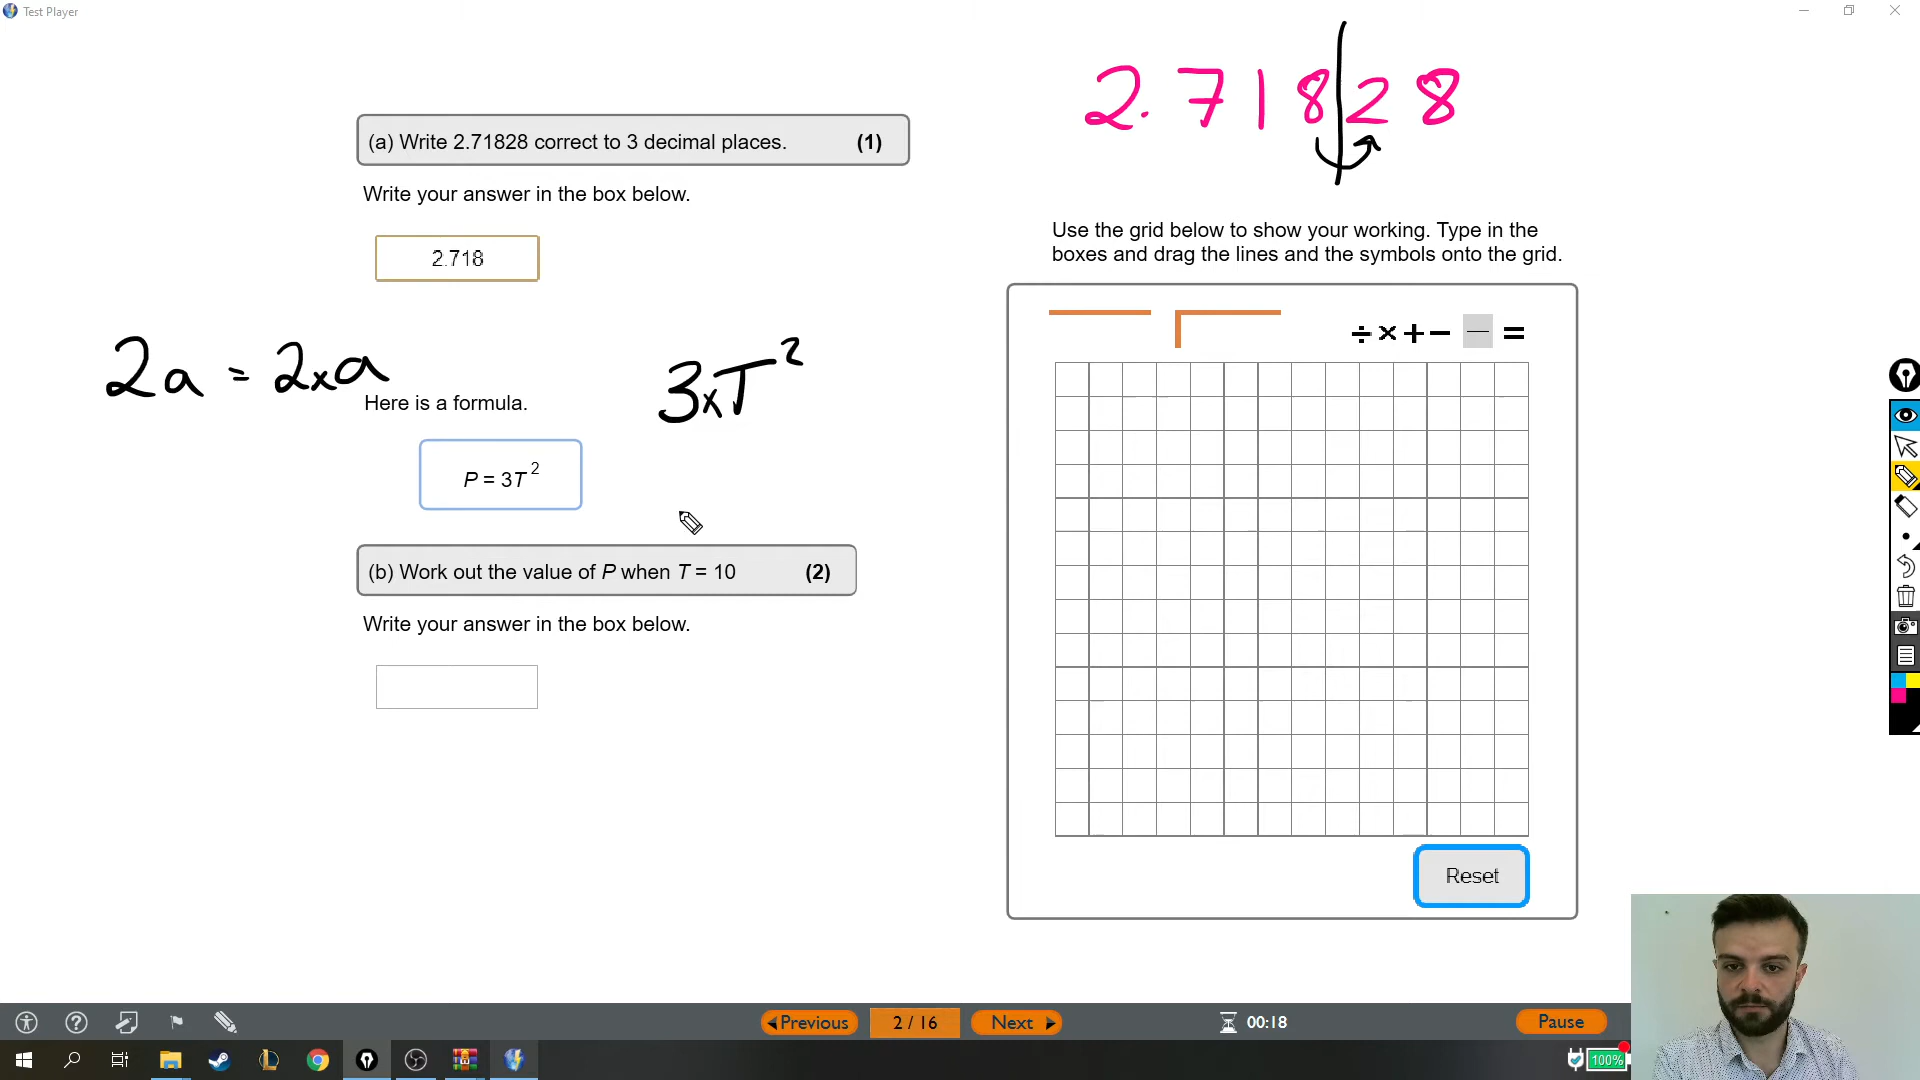 Test Player
2.71828
(a) Write 2.71828 correct to 3 decimal places. (1)
Write your answer in the box below.
2.718
Use the grid below to show your working. Type in the
boxes and drag the lines and the symbols onto the grid.
÷×+− — =
2a = 2×a
3×T²
Here is a formula.
P = 3T²
(b) Work out the value of P when T = 10 (2)
Write your answer in the box below.
Reset
Previous
2 / 16
Next
00:18
Pause
100%